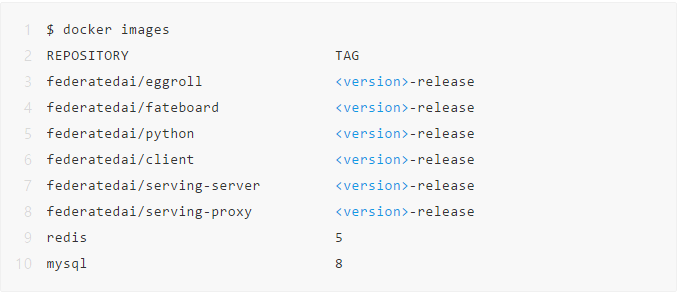 1 $ docker images
2 REPOSITORY TAG
3 federatedai/eggroll <version>-release
4 federatedai/fateboard <version>-release
5 federatedai/python <version>-release
6 federatedai/client <version>-release
7 federatedai/serving-server <version>-release
8 federatedai/serving-proxy <version>-release
9 redis 5
10 mysql 8